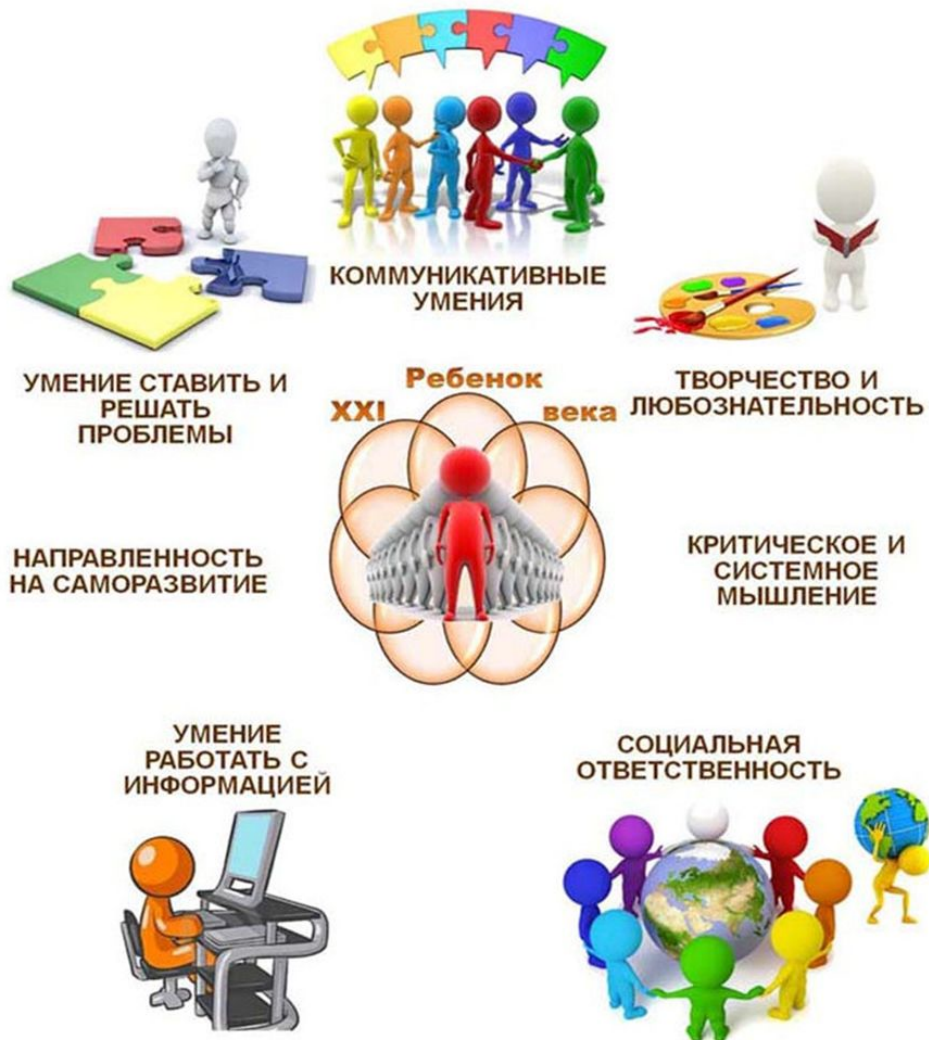 КОММУНИКАТИВНЫЕ
УМЕНИЯ
УМЕНИЕ СТАВИТЬ И
РЕШАТЬ
ПРОБЛЕМЫ
ТВОРЧЕСТВО И
ЛЮБОЗНАТЕЛЬНОСТЬ
Ребенок
XXI века
НАПРАВЛЕННОСТЬ
НА САМОРАЗВИТИЕ
КРИТИЧЕСКОЕ И
СИСТЕМНОЕ
МЫШЛЕНИЕ
УМЕНИЕ
РАБОТАТЬ С
ИНФОРМАЦИЕЙ
СОЦИАЛЬНАЯ
ОТВЕТСТВЕННОСТЬ